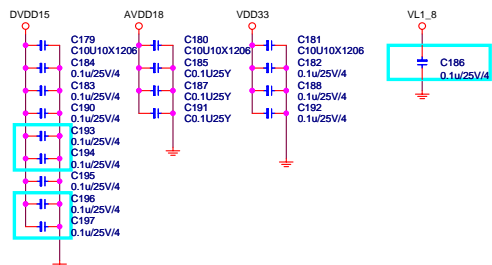 DVDD15
C179
C10U10X1206
C184
0.1u/25V/4
C183
0.1u/25V/4
C190
0.1u/25V/4
C193
0.1u/25V/4
C194
0.1u/25V/4
C195
0.1u/25V/4
C196
0.1u/25V/4
C197
0.1u/25V/4
AVDD18
C180
C10U10X1206
C185
C0.1U25Y
C187
C0.1U25Y
C191
C0.1U25Y
VDD33
C181
C10U10X1206
C182
0.1u/25V/4
C188
0.1u/25V/4
C192
0.1u/25V/4
VL1_8
C186
0.1u/25V/4